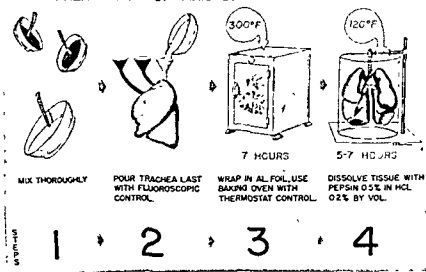 300°F
120°F
7 HOURS
5-7 HOURS
MIX THOROUGHLY
POUR TRACHEA LAST
WITH FLUOROSCOPIC
CONTROL.
WRAP IN AL. FOIL, USE
BAKING OVEN WITH
THERMOSTAT CONTROL.
DISSOLVE TISSUE WITH
PEPSIN 0.5% IN HCL
0.2% BY VOL.
STEPS
1 2 3 4